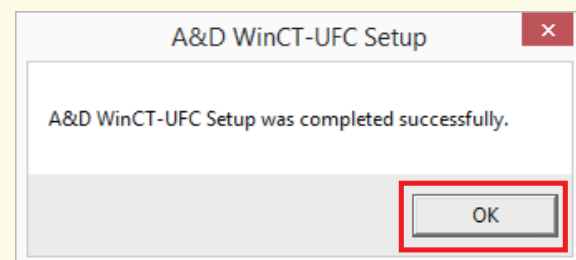 A&D WinCT-UFC Setup
A&D WinCT-UFC Setup was completed successfully.
OK